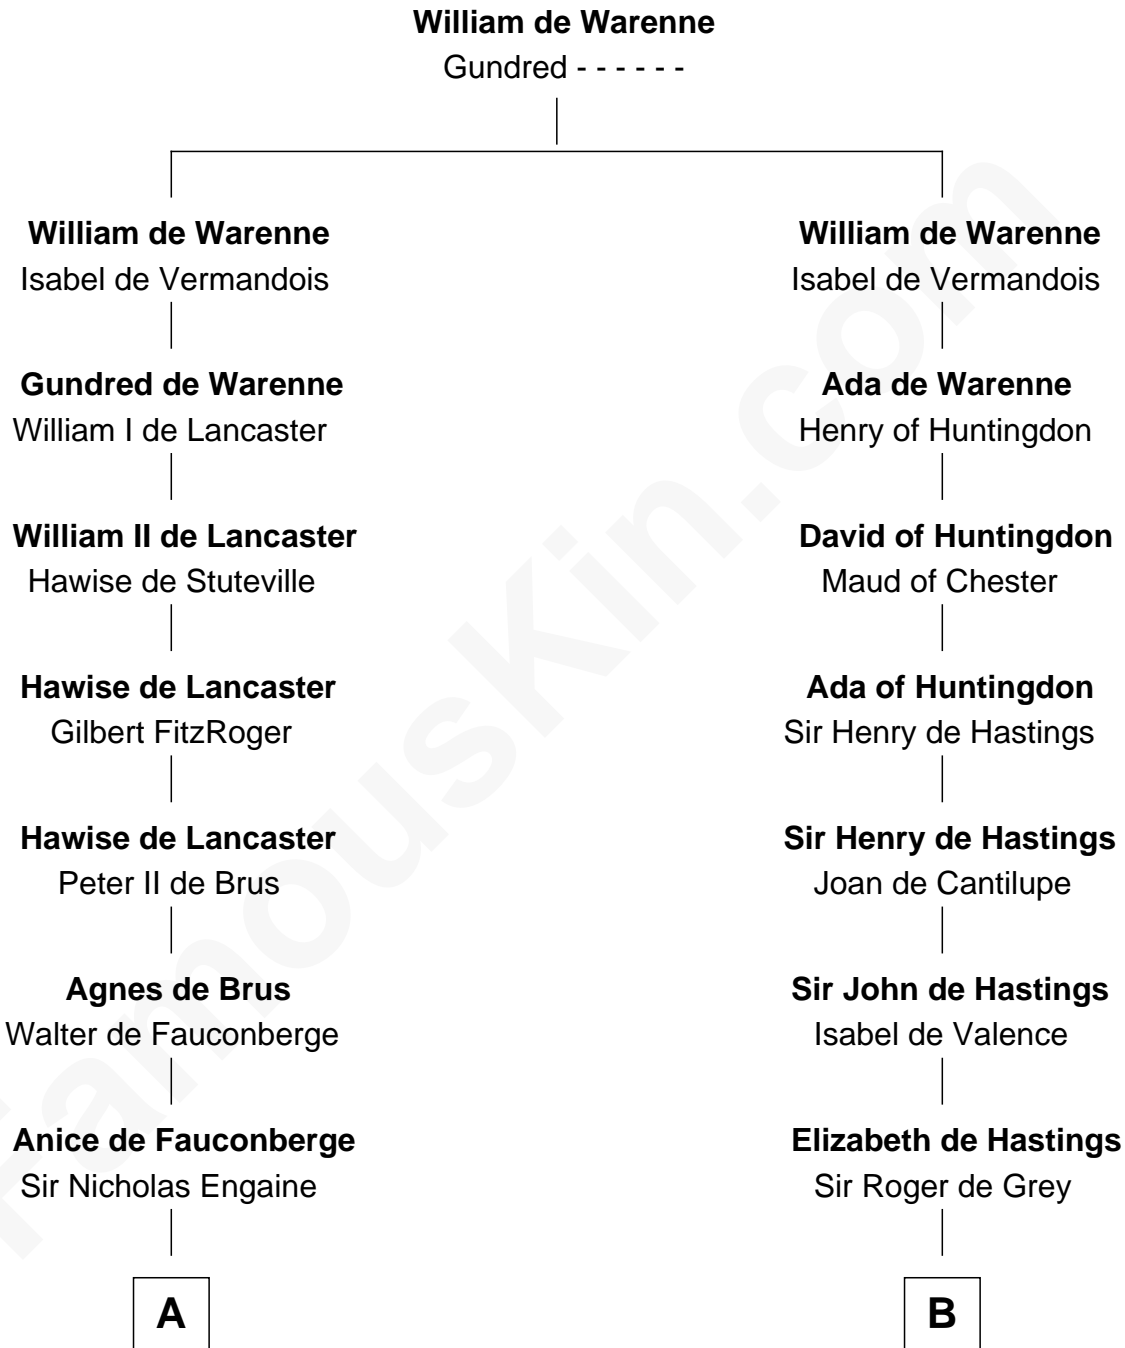 William de Warenne
Gundred - - - - - -
William de Warenne
Isabel de Vermandois
William de Warenne
Isabel de Vermandois
Gundred de Warenne
William I de Lancaster
Ada de Warenne
Henry of Huntingdon
William II de Lancaster
Hawise de Stuteville
David of Huntingdon
Maud of Chester
Hawise de Lancaster
Gilbert FitzRoger
Ada of Huntingdon
Sir Henry de Hastings
Hawise de Lancaster
Peter II de Brus
Sir Henry de Hastings
Joan de Cantilupe
Agnes de Brus
Walter de Fauconberge
Sir John de Hastings
Isabel de Valence
Anice de Fauconberge
Sir Nicholas Engaine
Elizabeth de Hastings
Sir Roger de Grey
A
B
FamousKin.com